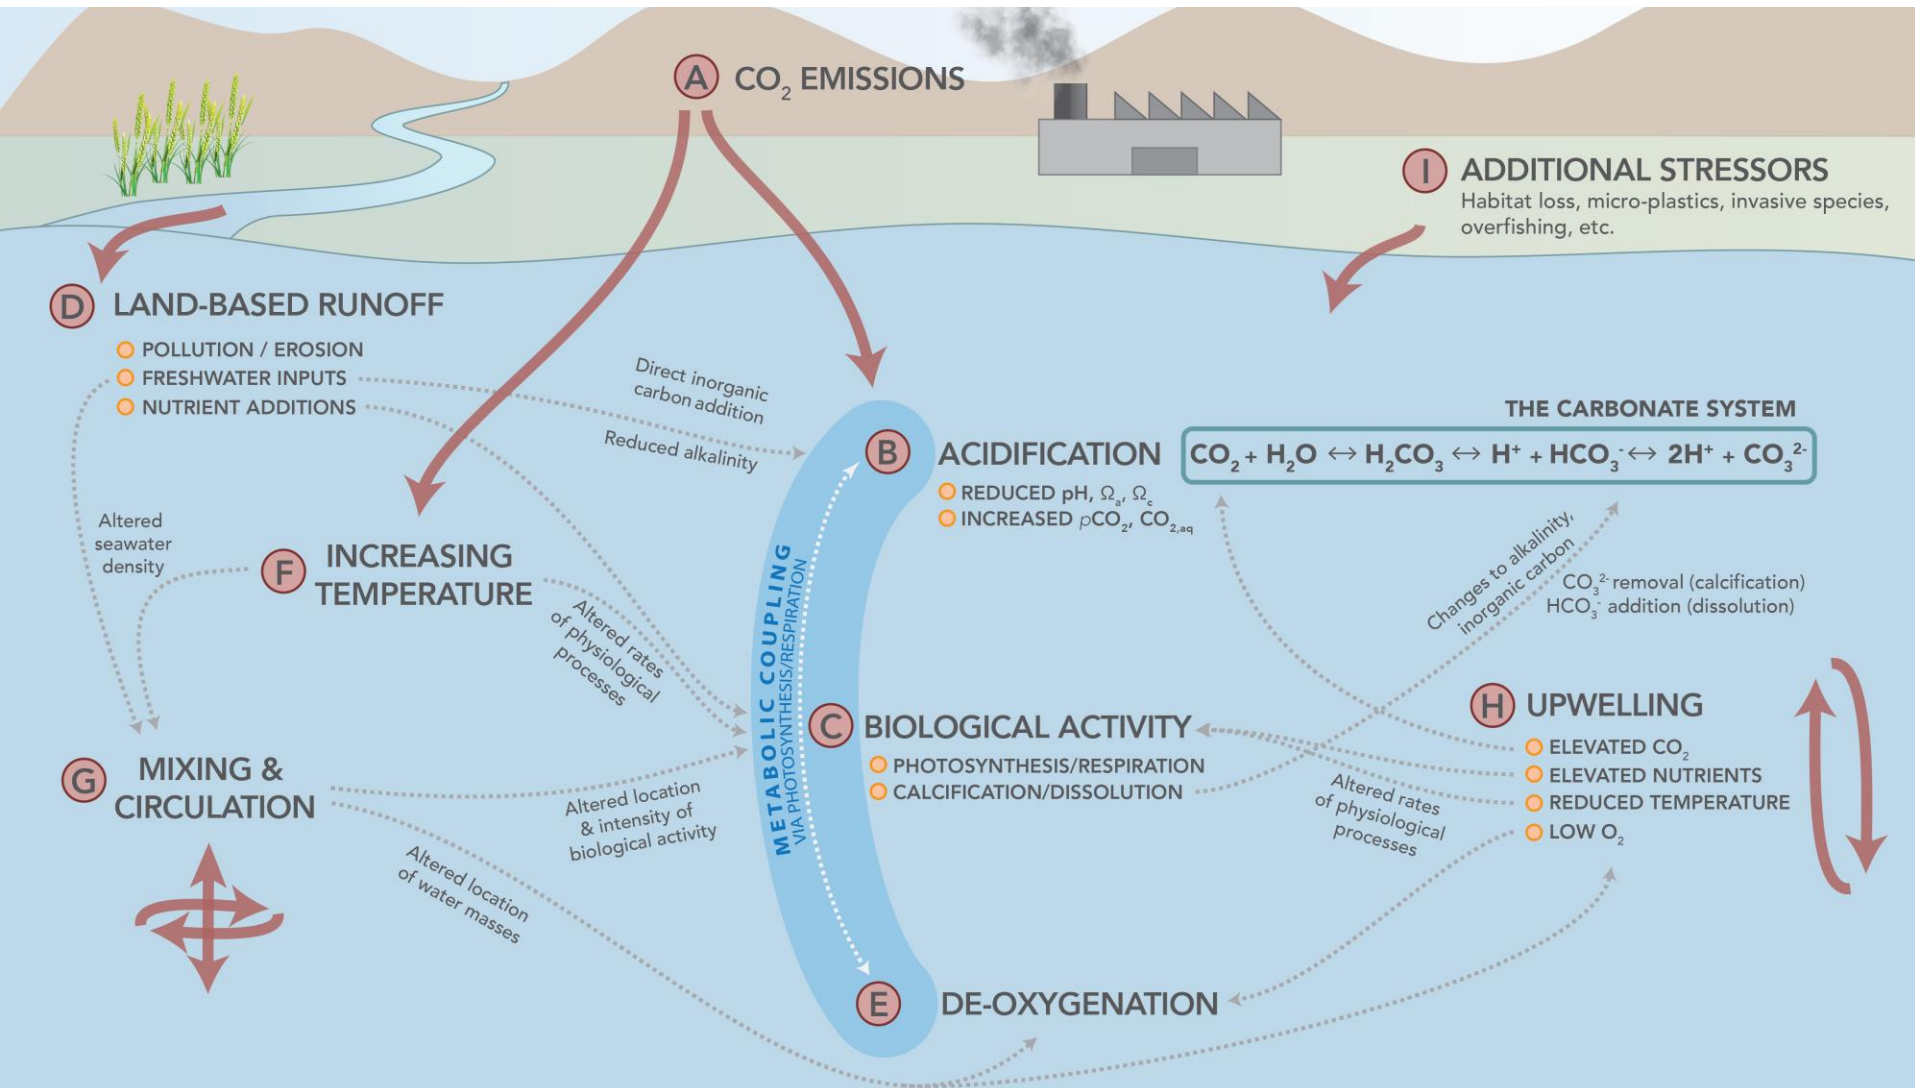 A CO₂ EMISSIONS
I ADDITIONAL STRESSORS
Habitat loss, micro-plastics, invasive species,
overfishing, etc.
D LAND-BASED RUNOFF
POLLUTION / EROSION
FRESHWATER INPUTS
NUTRIENT ADDITIONS
Direct inorganic
carbon addition
Reduced alkalinity
THE CARBONATE SYSTEM
B ACIDIFICATION
CO₂ + H₂O ↔ H₂CO₃ ↔ H⁺ + HCO₃⁻ ↔ 2H⁺ + CO₃²⁻
REDUCED pH, Ωₐ, Ω꜀
INCREASED pCO₂, CO₂,aq
Altered
seawater
density
F INCREASING
TEMPERATURE
Altered rates
of physiological
processes
METABOLIC COUPLING
VIA PHOTOSYNTHESIS/RESPIRATION
Changes to alkalinity,
inorganic carbon
CO₃²⁻ removal (calcification)
HCO₃⁻ addition (dissolution)
C BIOLOGICAL ACTIVITY
PHOTOSYNTHESIS/RESPIRATION
CALCIFICATION/DISSOLUTION
H UPWELLING
ELEVATED CO₂
ELEVATED NUTRIENTS
REDUCED TEMPERATURE
LOW O₂
Altered rates
of physiological
processes
G MIXING &
CIRCULATION
Altered location
& intensity of
biological activity
Altered location
of water masses
E DE-OXYGENATION